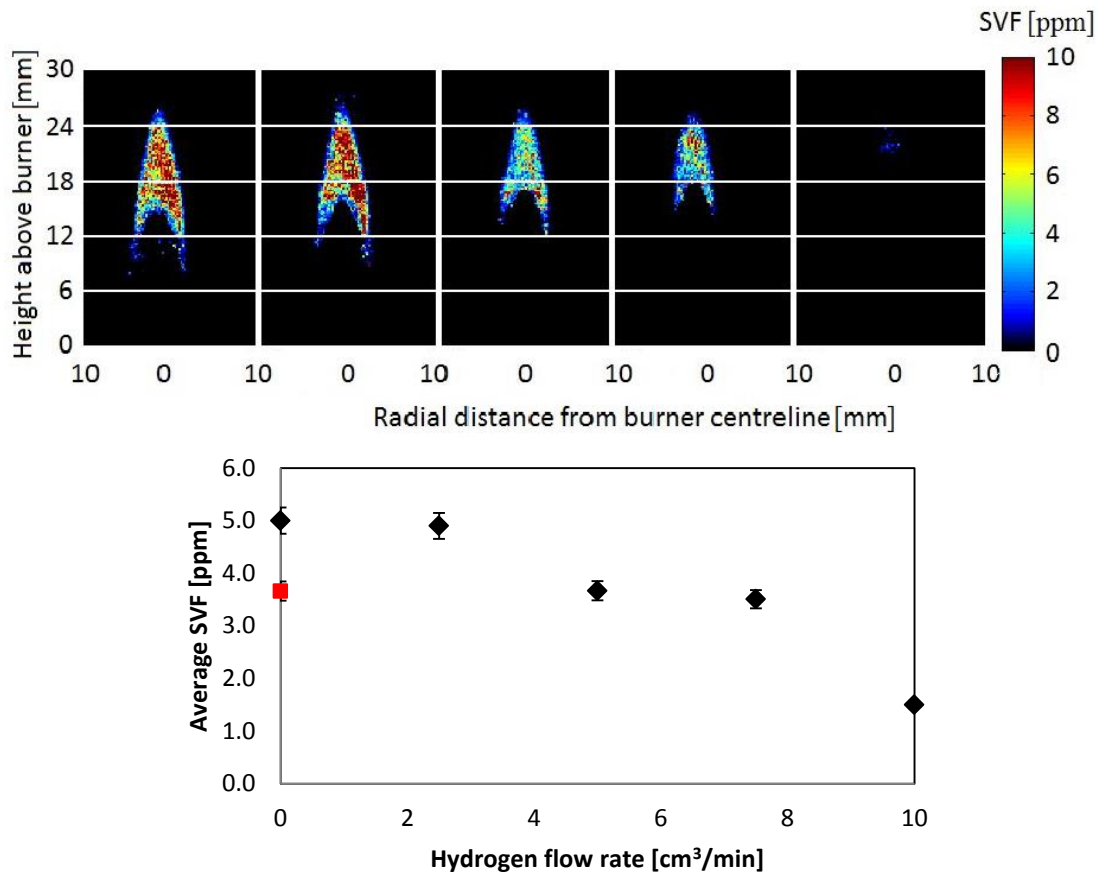 SVF [ppm]
10
8
6
4
2
0
Height above burner [mm]
30
24
18
12
6
0
10 0 10 0 10 0 10 0 10 0 10
Radial distance from burner centreline [mm]
Average SVF [ppm]
6.0
5.0
4.0
3.0
2.0
1.0
0.0
0 2 4 6 8 10
Hydrogen flow rate [cm³/min]